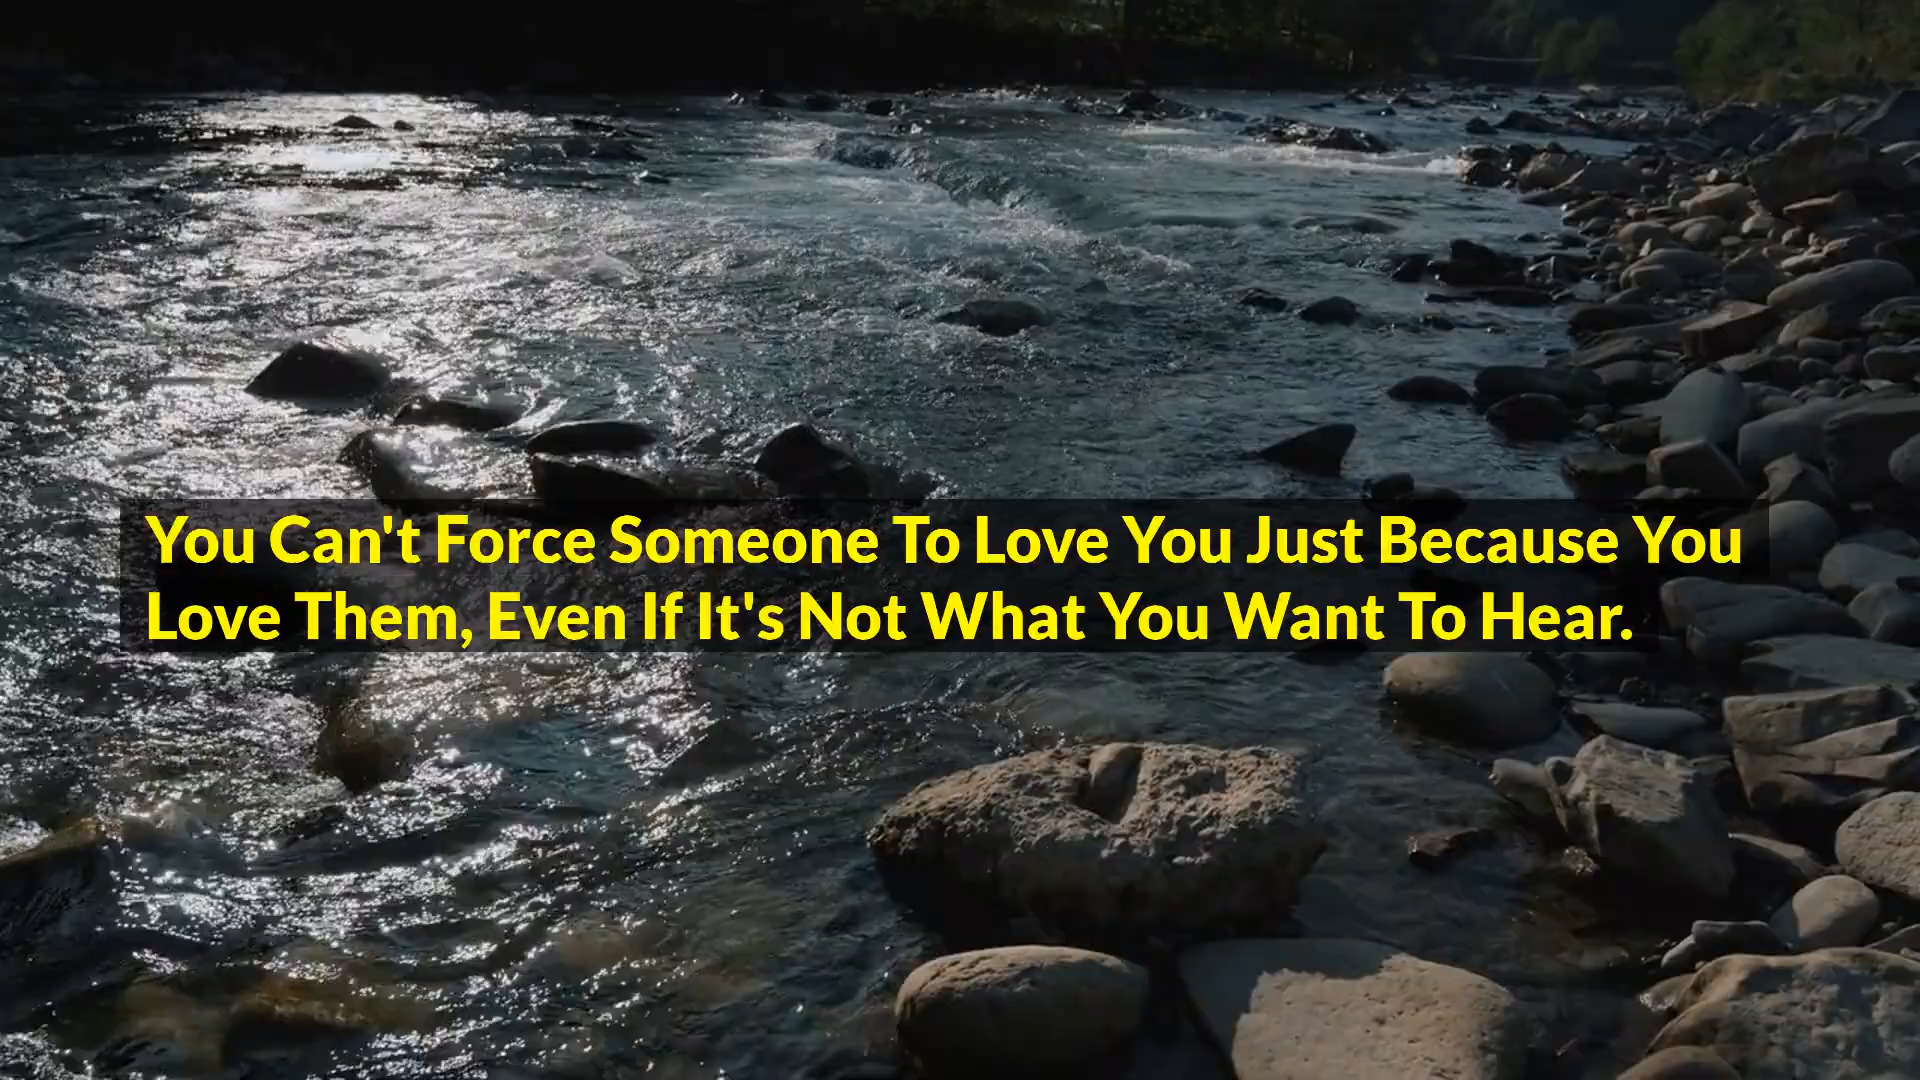 You Can't Force Someone To Love You Just Because You
Love Them, Even If It's Not What You Want To Hear.